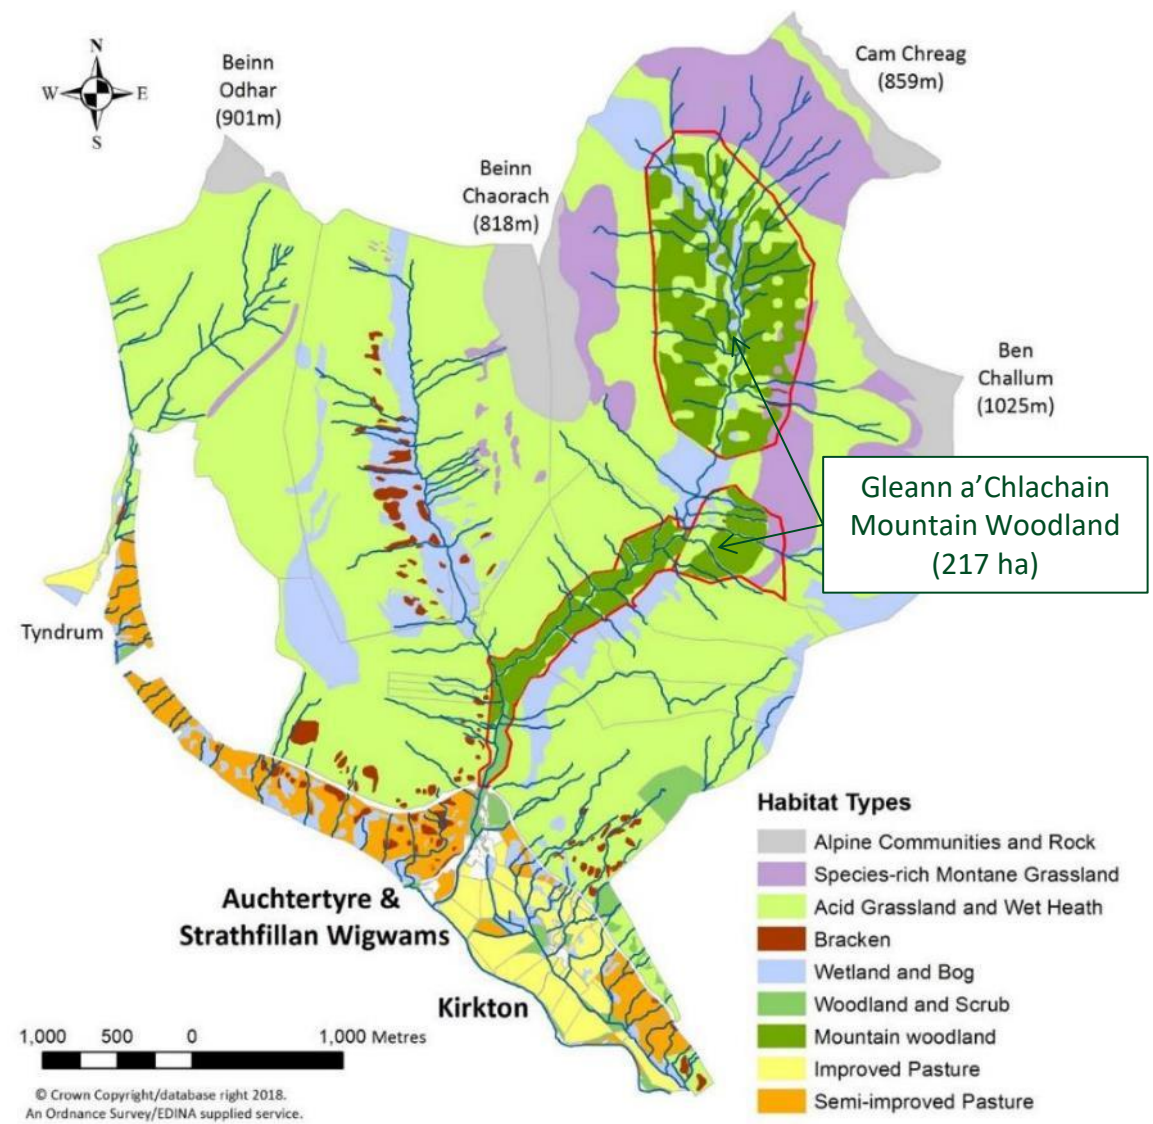 N
W
E
S
Beinn
Odhar
(901m)
Cam Chreag
(859m)
Beinn
Chaorach
(818m)
Ben
Challum
(1025m)
Gleann a’Chlachain
Mountain Woodland
(217 ha)
Tyndrum
Auchtertyre &
Strathfillan Wigwams
Kirkton
Habitat Types
Alpine Communities and Rock
Species-rich Montane Grassland
Acid Grassland and Wet Heath
Bracken
Wetland and Bog
Woodland and Scrub
Mountain woodland
Improved Pasture
Semi-improved Pasture
1,000 500 0 1,000 Metres
© Crown Copyright/database right 2018.
An Ordnance Survey/EDINA supplied service.